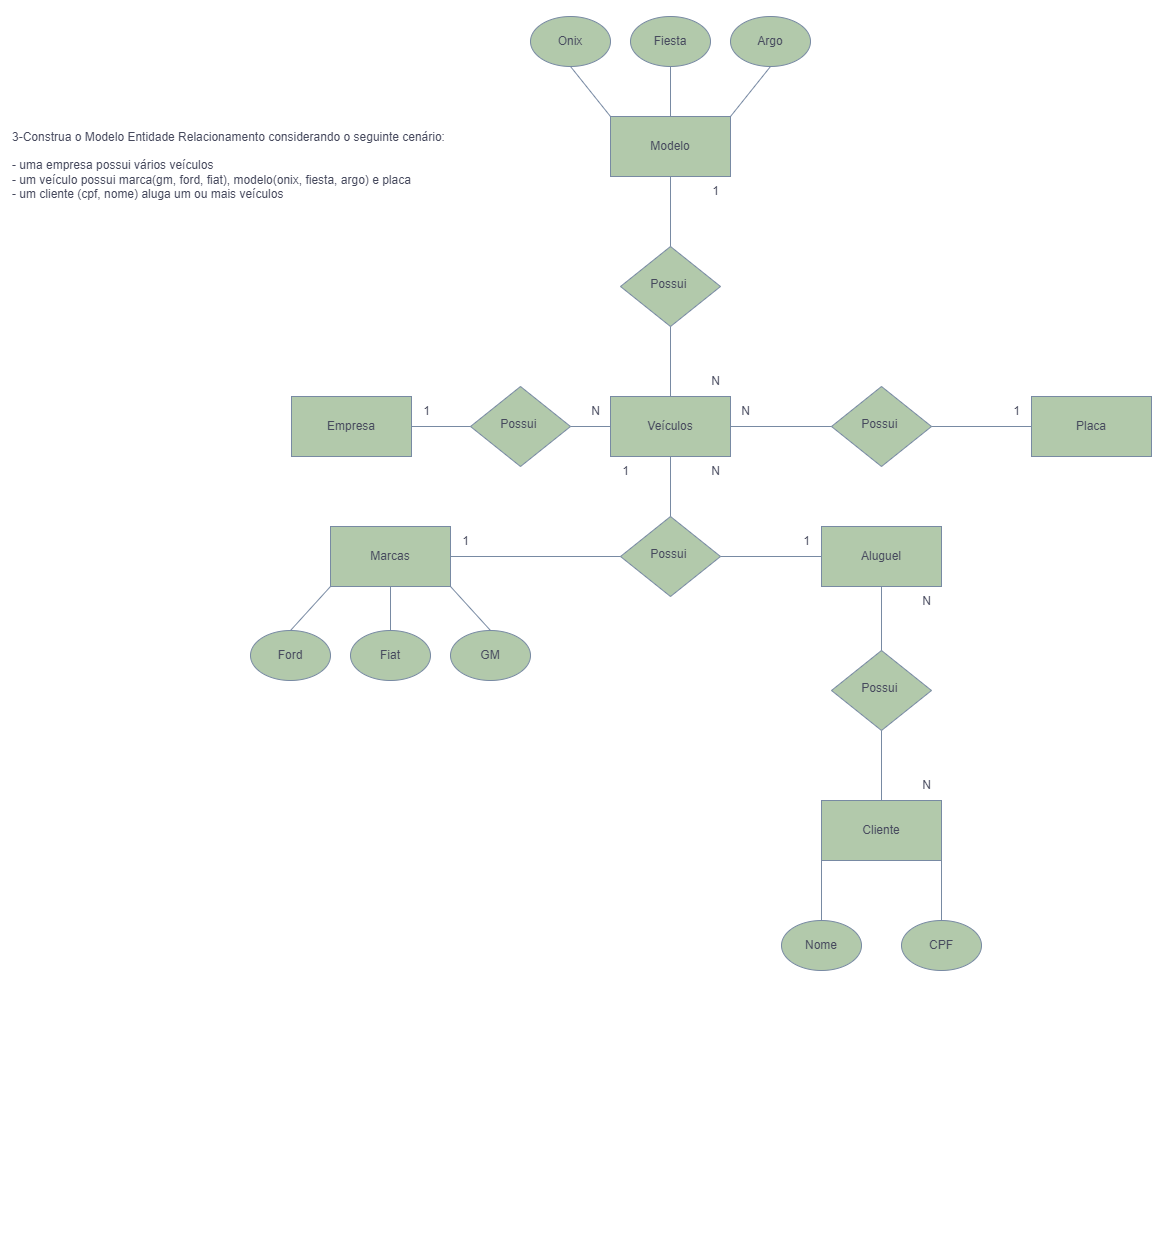 Onix
Fiesta
Argo
3-Construa o Modelo Entidade Relacionamento considerando o seguinte cenário:
- uma empresa possui vários veículos
- um veículo possui marca(gm, ford, fiat), modelo(onix, fiesta, argo) e placa
- um cliente (cpf, nome) aluga um ou mais veículos
Modelo
1
Possui
N
Empresa
1
Possui
N
Veículos
N
Possui
1
Placa
1
N
Marcas
1
Possui
1
Aluguel
N
Ford
Fiat
GM
Possui
N
Cliente
Nome
CPF